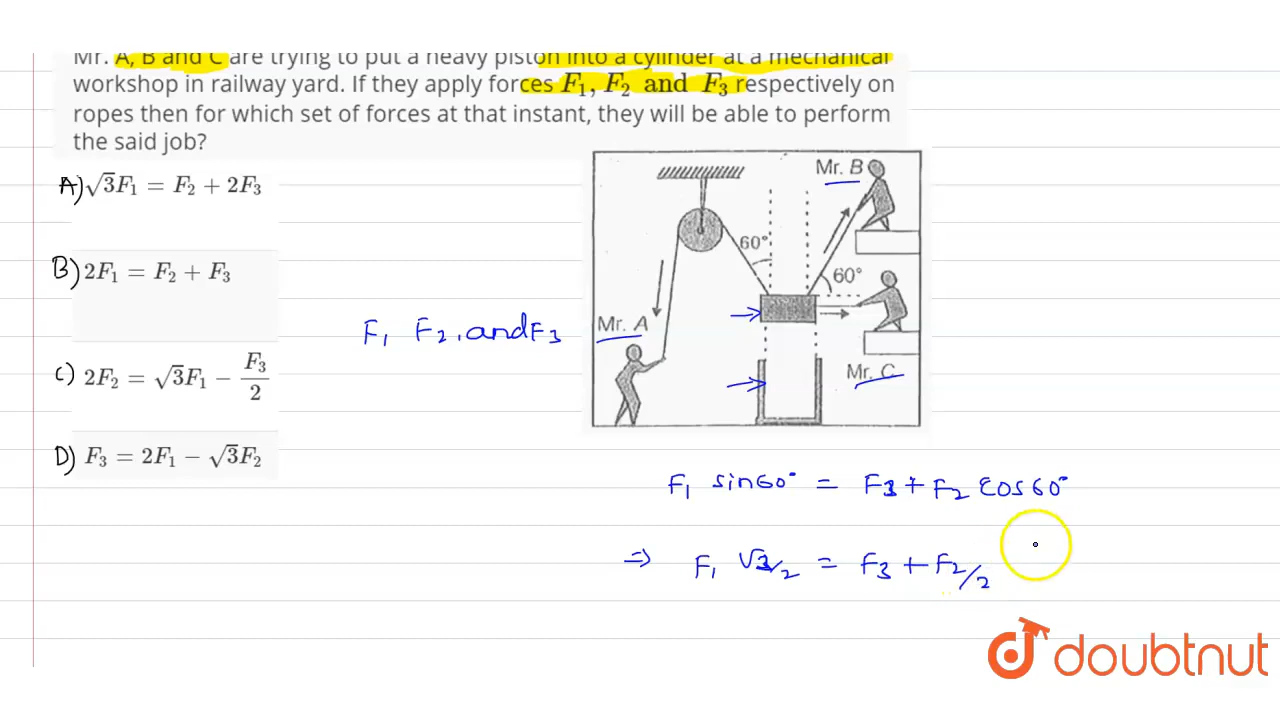 Mr. A, B and C are trying to put a heavy piston into a cylinder at a mechanical
workshop in railway yard. If they apply forces F₁, F₂ and F₃ respectively on
ropes then for which set of forces at that instant, they will be able to perform
the said job?
A) √3F₁ = F₂ + 2F₃
B) 2F₁ = F₂ + F₃
C) 2F₂ = √3F₁ − F₃/2
D) F₃ = 2F₁ − √3F₂
F₁ F₂, and F₃
Mr. B
60°
60°
Mr. A
Mr. C
F₁ sin60° = F₃ + F₂ cos60°
⇒ F₁ √3/2 = F₃ + F₂/2
doubtnut